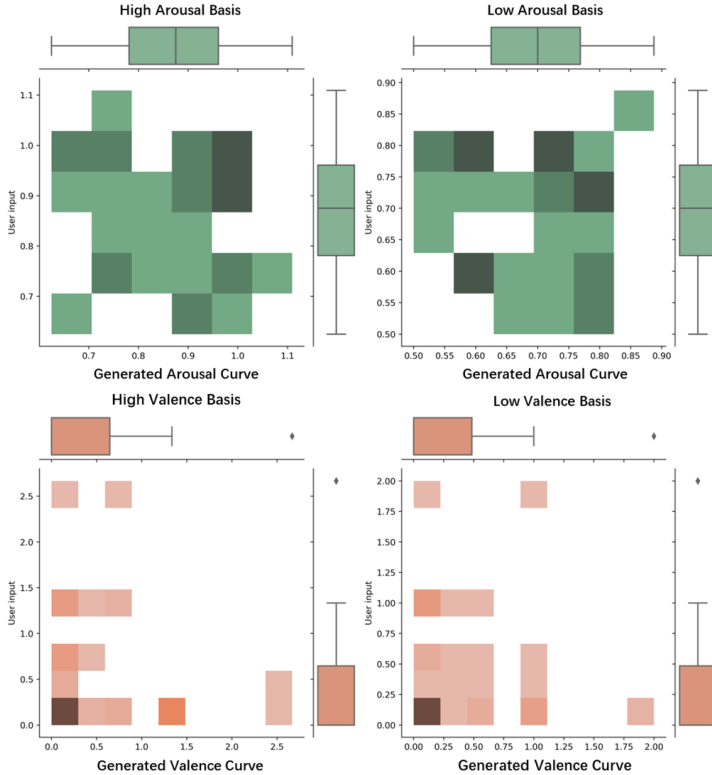 High Arousal Basis
Low Arousal Basis
1.1
1.0
0.9
0.8
0.7
User input
0.7 0.8 0.9 1.0 1.1
Generated Arousal Curve
0.90
0.85
0.80
0.75
0.70
0.65
0.60
0.55
0.50
User input
0.50 0.55 0.60 0.65 0.70 0.75 0.80 0.85 0.90
Generated Arousal Curve
High Valence Basis
Low Valence Basis
2.5
2.0
1.5
1.0
0.5
0.0
User input
0.0 0.5 1.0 1.5 2.0 2.5
Generated Valence Curve
2.00
1.75
1.50
1.25
1.00
0.75
0.50
0.25
0.00
User input
0.00 0.25 0.50 0.75 1.00 1.25 1.50 1.75 2.00
Generated Valence Curve